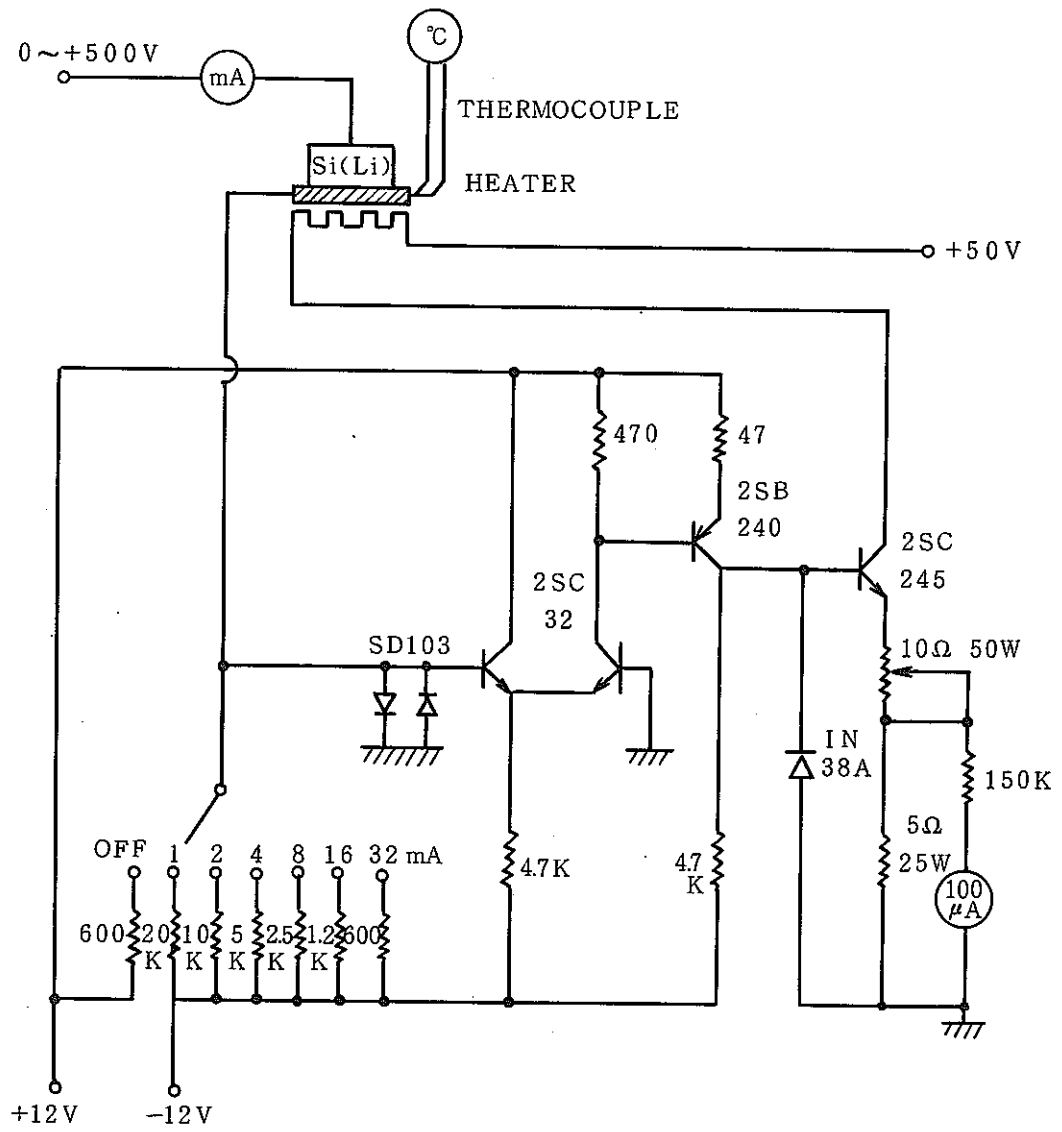 ℃
0~+500V
mA
THERMOCOUPLE
Si(Li)
HEATER
+50V
470
47
2SB
240
2SC
245
2SC
32
SD103
10Ω 50W
IN
38A
150K
5Ω
25W
100
μA
OFF 1 2 4 8 16 32 mA
4.7K
4.7
K
600 20 10 5 2.5 1.2 600
K K K K K
+12V
-12V